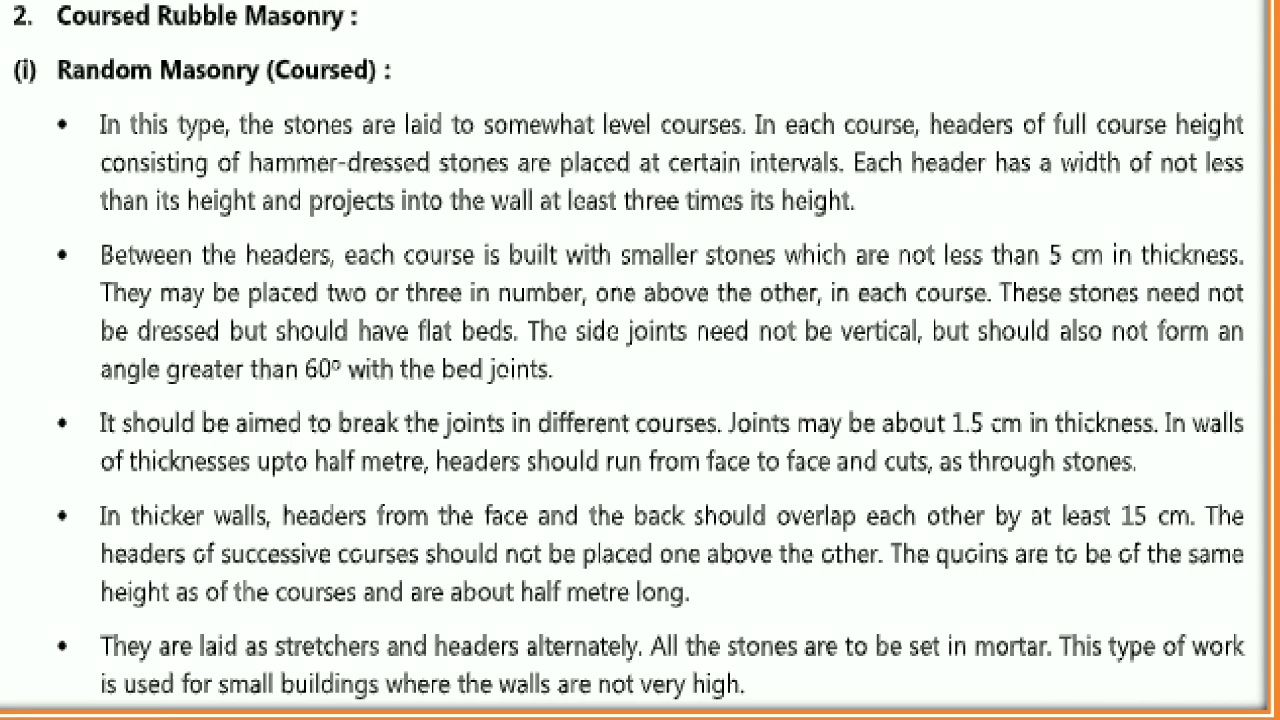 2. Coursed Rubble Masonry :
(i) Random Masonry (Coursed) :
• In this type, the stones are laid to somewhat level courses. In each course, headers of full course height
consisting of hammer-dressed stones are placed at certain intervals. Each header has a width of not less
than its height and projects into the wall at least three times its height.
• Between the headers, each course is built with smaller stones which are not less than 5 cm in thickness.
They may be placed two or three in number, one above the other, in each course. These stones need not
be dressed but should have flat beds. The side joints need not be vertical, but should also not form an
angle greater than 60º with the bed joints.
• It should be aimed to break the joints in different courses. Joints may be about 1.5 cm in thickness. In walls
of thicknesses upto half metre, headers should run from face to face and cuts, as through stones.
• In thicker walls, headers from the face and the back should overlap each other by at least 15 cm. The
headers of successive courses should not be placed one above the other. The quoins are to be of the same
height as of the courses and are about half metre long.
• They are laid as stretchers and headers alternately. All the stones are to be set in mortar. This type of work
is used for small buildings where the walls are not very high.